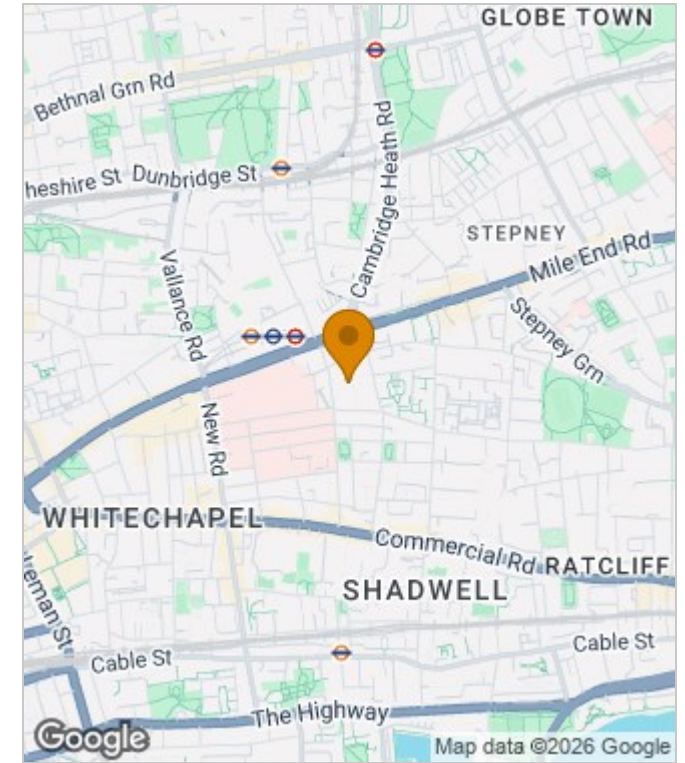 GLOBE TOWN
Bethnal Grn Rd
Cambridge Heath Rd
heshire St
Dunbridge St
STEPNEY
Mile End Rd
Vallance Rd
Stepney Grn
New Rd
WHITECHAPEL
Commercial Rd
RATCLIFF
SHADWELL
eman St
Cable St
Cable St
The Highway
Google
Map data ©2026 Google